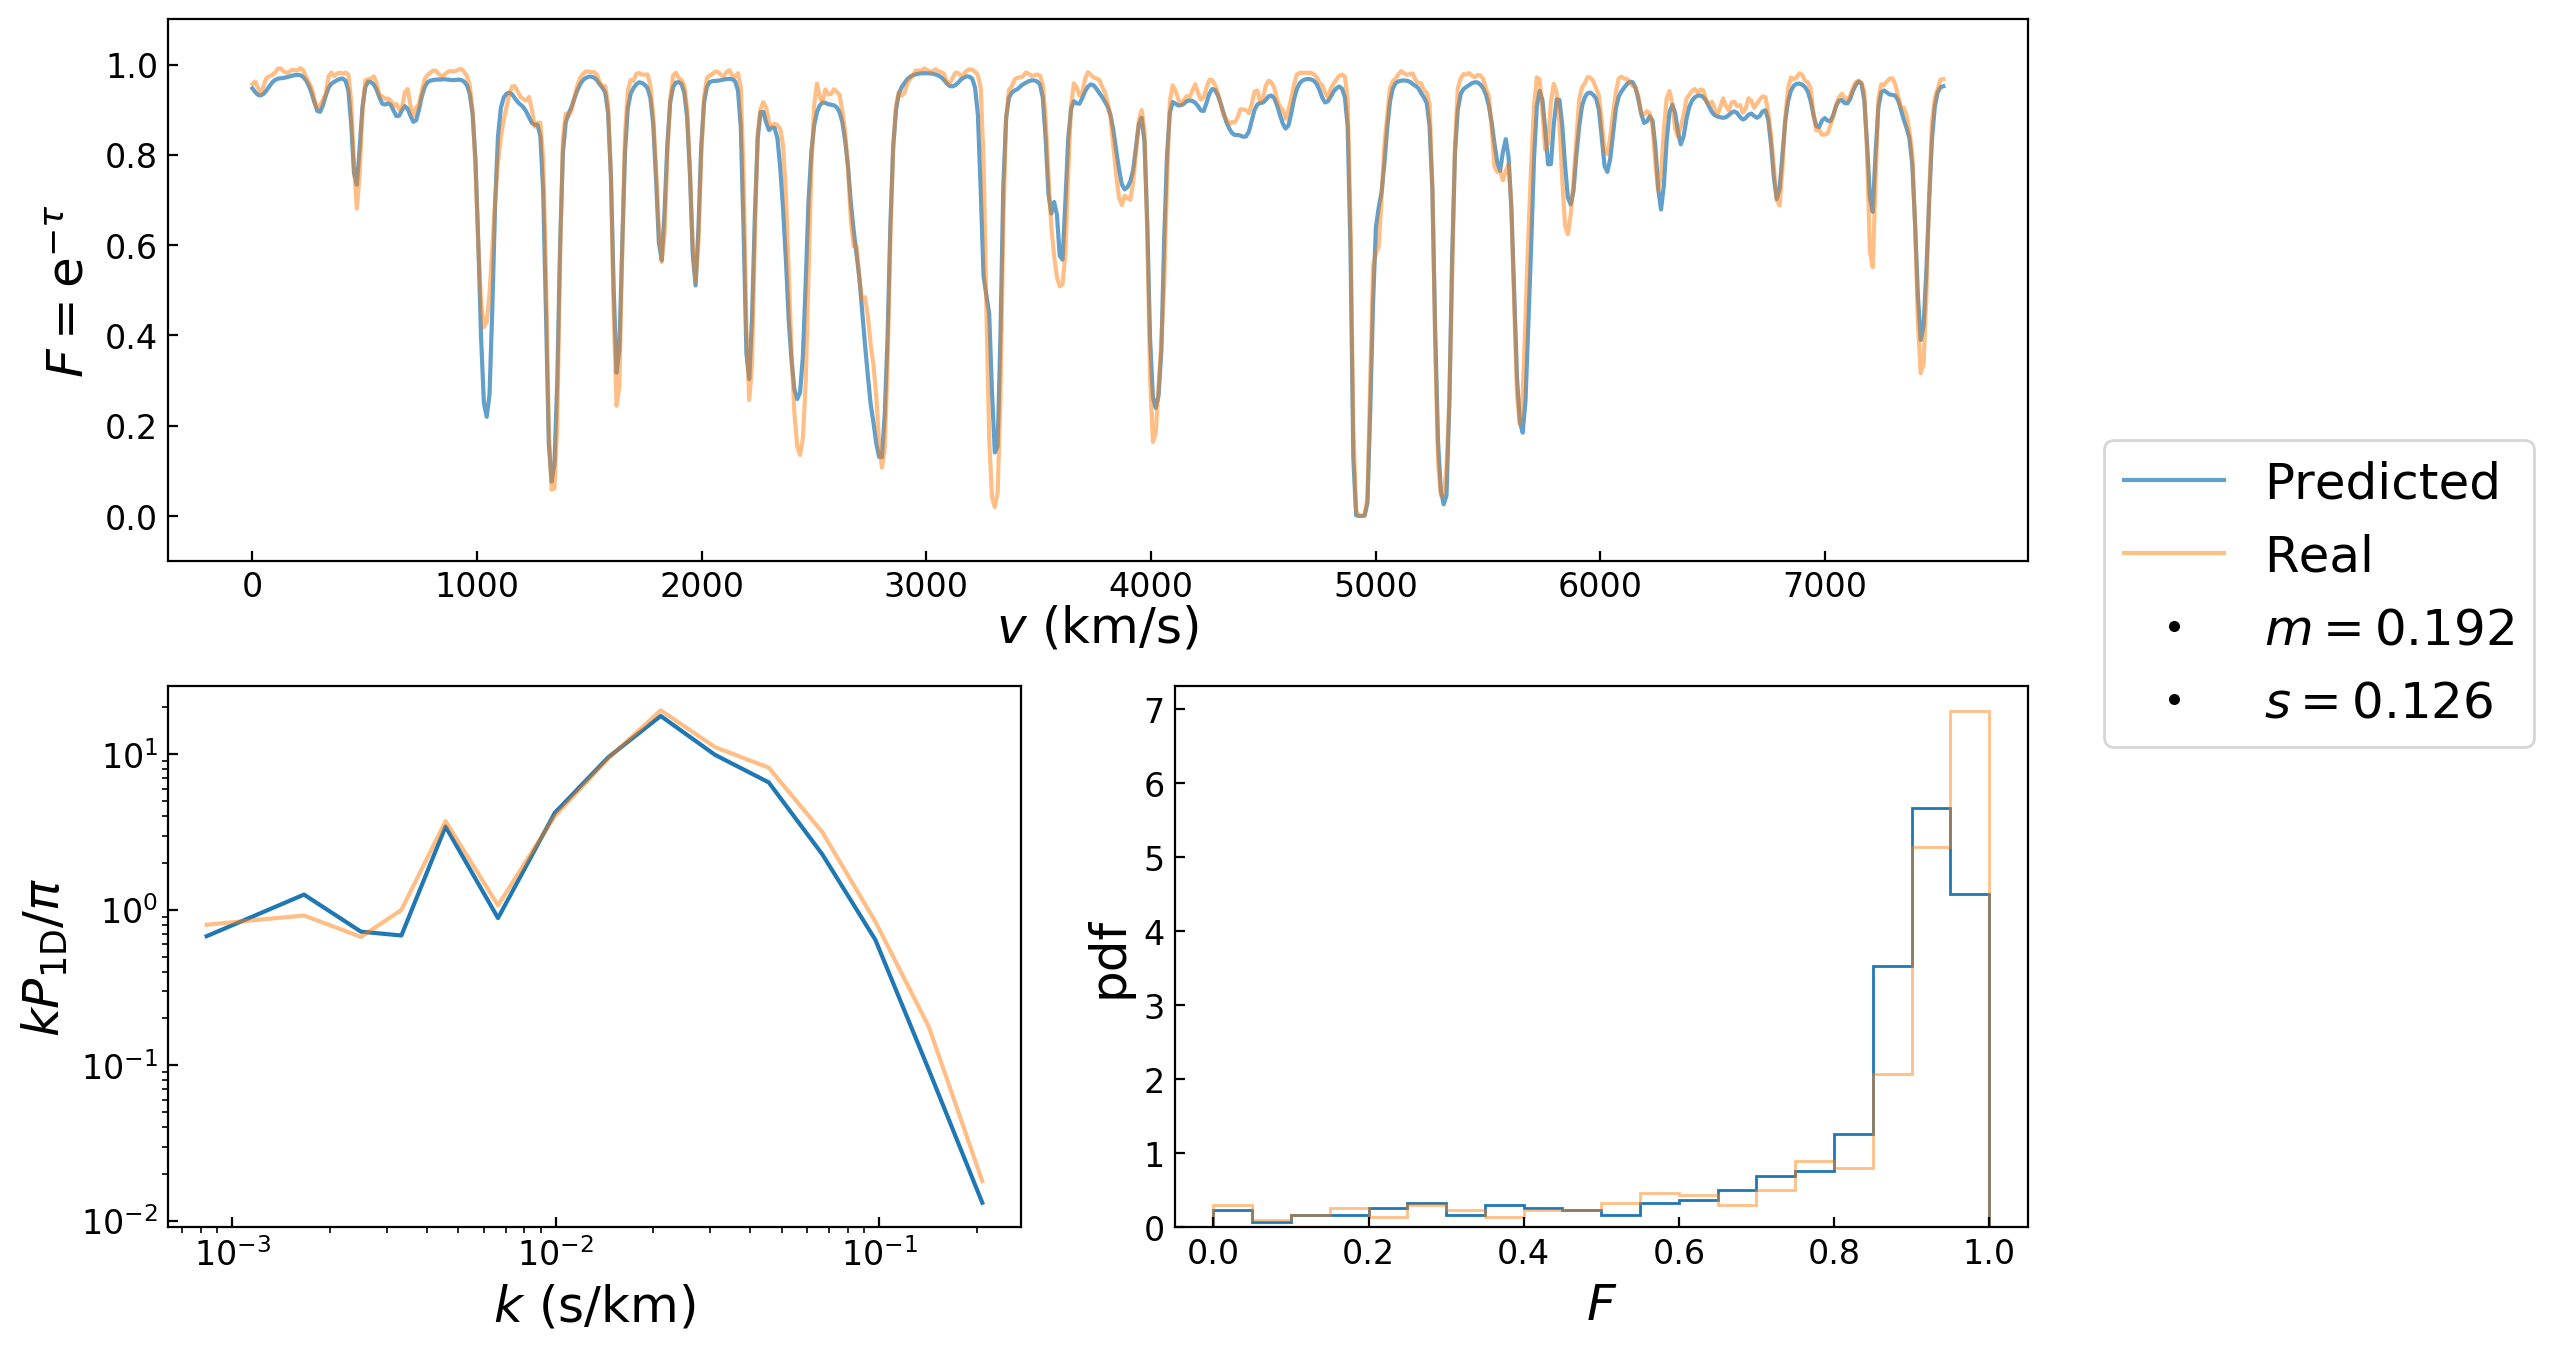 1.0
0.8
0.6
0.4
0.2
0.0
F = e^{−τ}
0 1000 2000 3000 4000 5000 6000 7000
v (km/s)
Predicted
Real
m = 0.192
s = 0.126
10^1
10^0
10^{−1}
10^{−2}
kP_{1D}/π
10^{−3} 10^{−2} 10^{−1}
k (s/km)
7
6
5
4
3
2
1
0
pdf
0.0 0.2 0.4 0.6 0.8 1.0
F